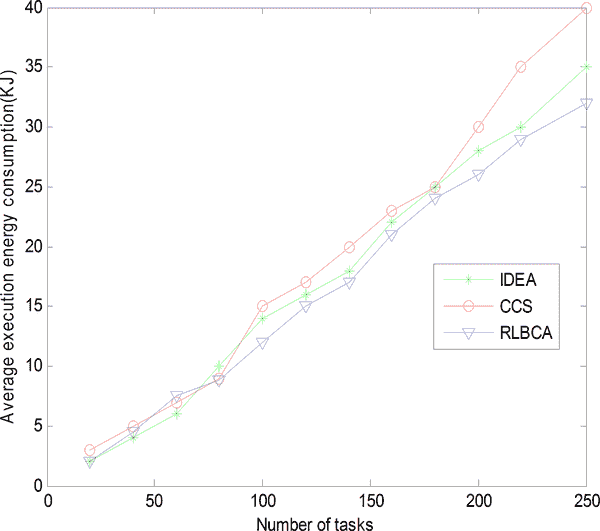 40
35
30
25
20
15
10
5
0
Average execution energy consumption(KJ)
IDEA
CCS
RLBCA
0 50 100 150 200 250
Number of tasks